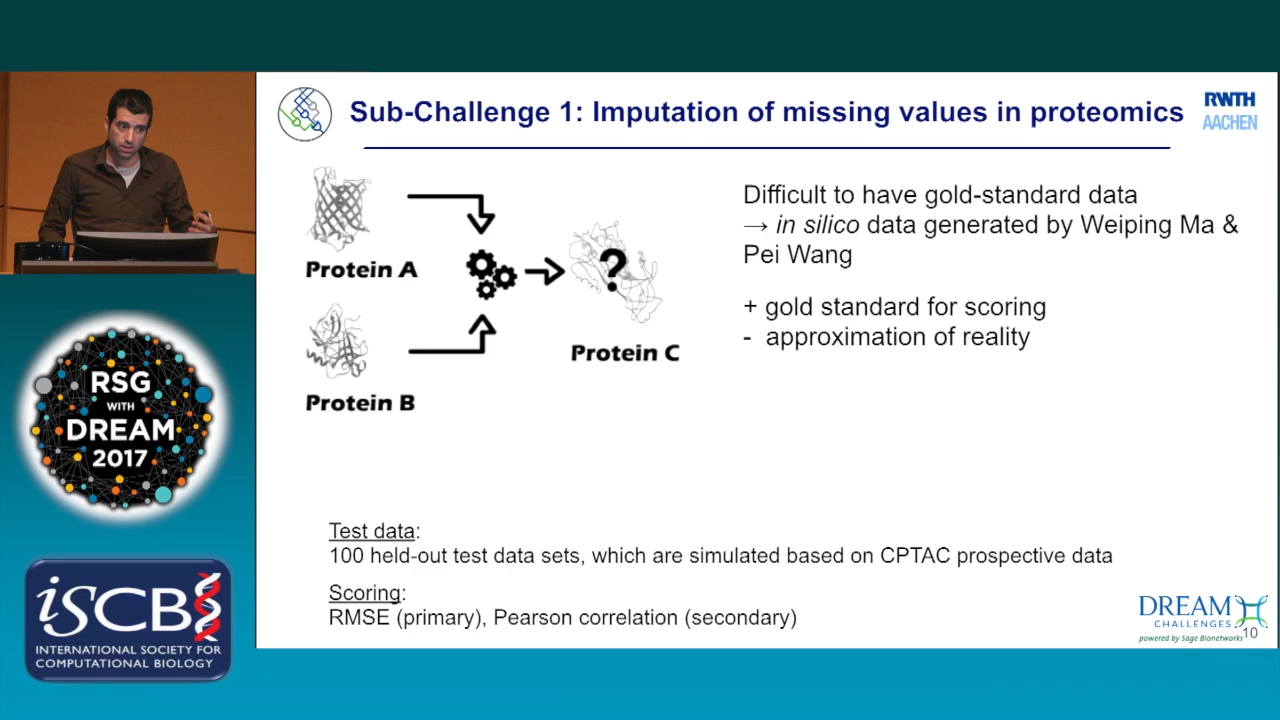 Sub-Challenge 1: Imputation of missing values in proteomics
RWTH
AACHEN
Protein A
Protein B
?
Protein C
Difficult to have gold-standard data
→ in silico data generated by Weiping Ma &
Pei Wang
+ gold standard for scoring
- approximation of reality
Test data:
100 held-out test data sets, which are simulated based on CPTAC prospective data
Scoring:
RMSE (primary), Pearson correlation (secondary)
RSG
WITH
DREAM
2017
iSCB
INTERNATIONAL SOCIETY FOR
COMPUTATIONAL BIOLOGY
DREAM
CHALLENGES
powered by Sage Bionetworks
10